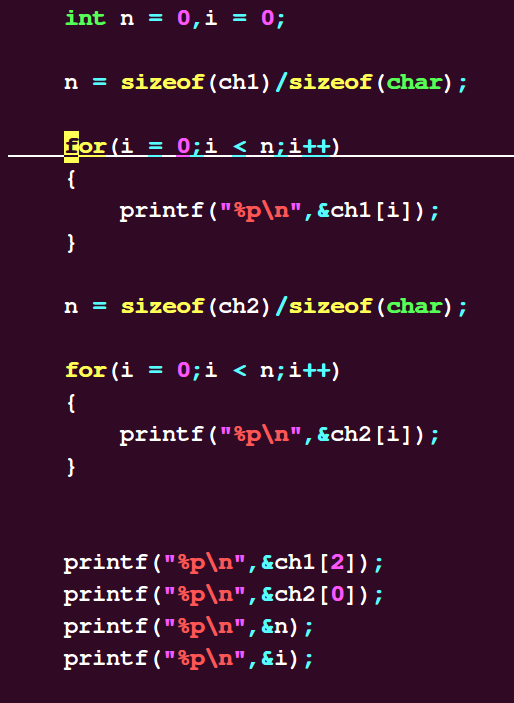 int n = 0,i = 0;
n = sizeof(ch1)/sizeof(char);
for(i = 0;i < n;i++)
{
printf("%p\n",&ch1[i]);
}
n = sizeof(ch2)/sizeof(char);
for(i = 0;i < n;i++)
{
printf("%p\n",&ch2[i]);
}
printf("%p\n",&ch1[2]);
printf("%p\n",&ch2[0]);
printf("%p\n",&n);
printf("%p\n",&i);